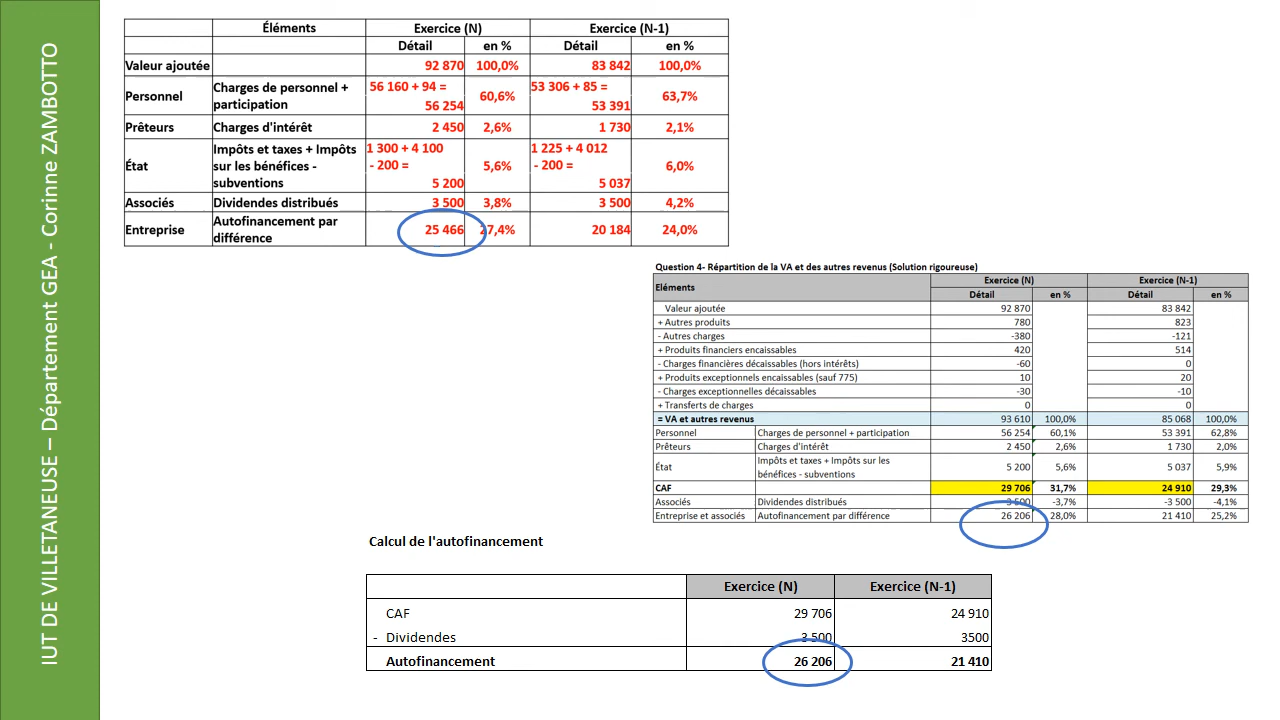 IUT DE VILLETANEUSE – Département GEA - Corinne ZAMBOTTO
Éléments Exercice (N) Exercice (N-1)
Détail en % Détail en %
Valeur ajoutée 92 870 100,0% 83 842 100,0%
Personnel Charges de personnel + participation 56 160 + 94 = 56 254 60,6% 53 306 + 85 = 53 391 63,7%
Prêteurs Charges d'intérêt 2 450 2,6% 1 730 2,1%
État Impôts et taxes + Impôts sur les bénéfices - subventions 1 300 + 4 100 - 200 = 5 200 5,6% 1 225 + 4 012 - 200 = 5 037 6,0%
Associés Dividendes distribués 3 500 3,8% 3 500 4,2%
Entreprise Autofinancement par différence 25 466 27,4% 20 184 24,0%
Question 4- Répartition de la VA et des autres revenus (Solution rigoureuse)
Eléments Exercice (N) Exercice (N-1)
Détail en % Détail en %
Valeur ajoutée 92 870 83 842
+ Autres produits 780 823
- Autres charges -380 -121
+ Produits financiers encaissables 420 514
- Charges financières décaissables (hors intérêts) -60 0
+ Produits exceptionnels encaissables (sauf 775) 10 20
- Charges exceptionnelles décaissables -30 -10
+ Transferts de charges 0 0
= VA et autres revenus 93 610 100,0% 85 068 100,0%
Personnel Charges de personnel + participation 56 254 60,1% 53 391 62,8%
Prêteurs Charges d'intérêt 2 450 2,6% 1 730 2,0%
État Impôts et taxes + Impôts sur les bénéfices - subventions 5 200 5,6% 5 037 5,9%
CAF 29 706 31,7% 24 910 29,3%
Associés Dividendes distribués -3 500 -3,7% -3 500 -4,1%
Entreprise et associés Autofinancement par différence 26 206 28,0% 21 410 25,2%
Calcul de l'autofinancement
Exercice (N) Exercice (N-1)
CAF 29 706 24 910
- Dividendes 3 500 3500
Autofinancement 26 206 21 410